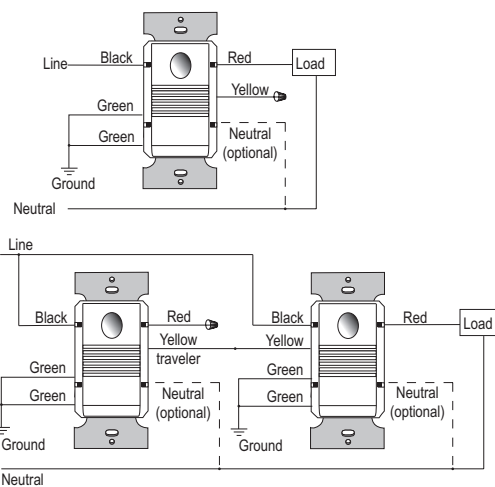 Line
Black
Red
Load
Yellow
Green
Green
Neutral
(optional)
Ground
Neutral
Line
Black
Red
Black
Red
Load
Yellow
traveler
Yellow
Green
Green
Neutral
(optional)
Green
Green
Neutral
(optional)
Ground
Ground
Neutral